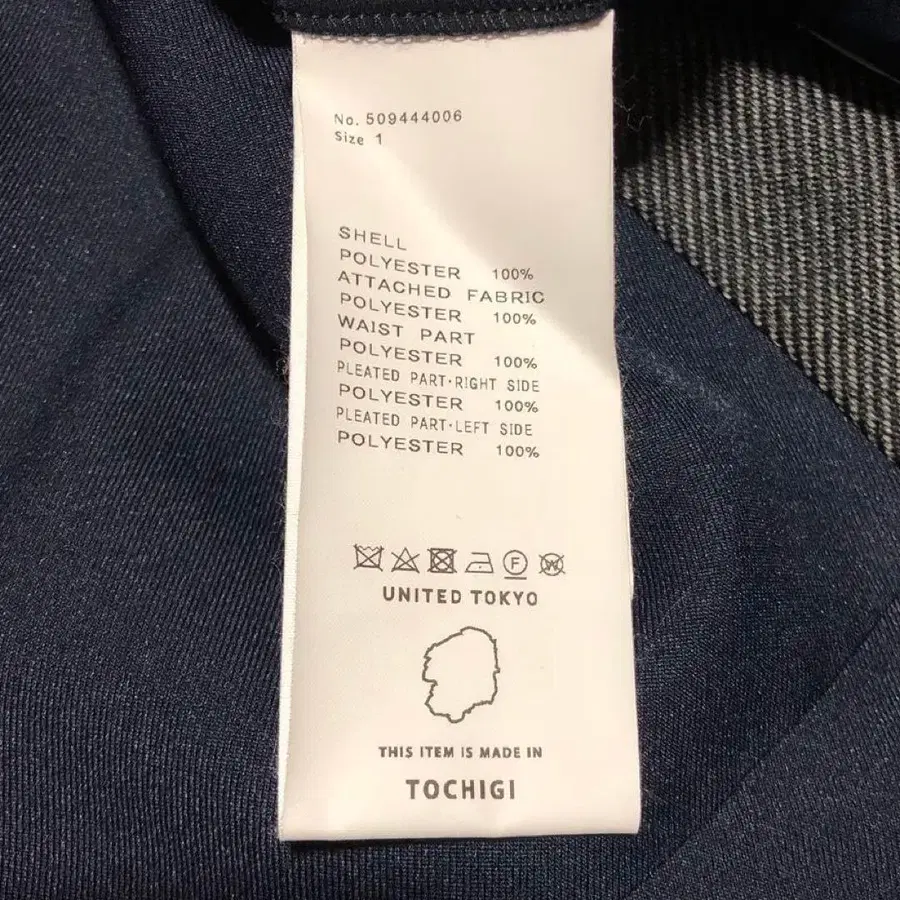 No. 509444006
Size 1
SHELL
POLYESTER 100%
ATTACHED FABRIC
POLYESTER 100%
WAIST PART
POLYESTER 100%
PLEATED PART·RIGHT SIDE
POLYESTER 100%
PLEATED PART·LEFT SIDE
POLYESTER 100%
F W
UNITED TOKYO
THIS ITEM IS MADE IN
TOCHIGI